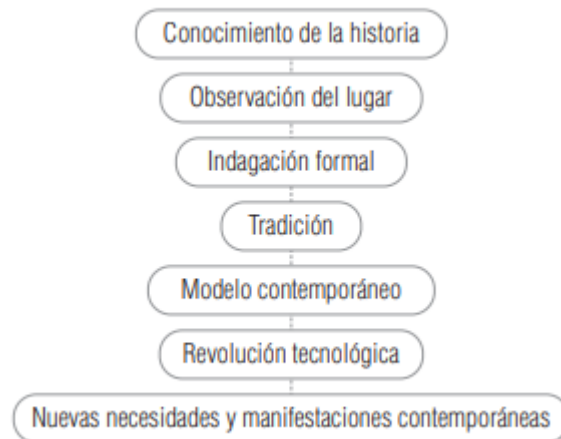 Conocimiento de la historia
Observación del lugar
Indagación formal
Tradición
Modelo contemporáneo
Revolución tecnológica
Nuevas necesidades y manifestaciones contemporáneas